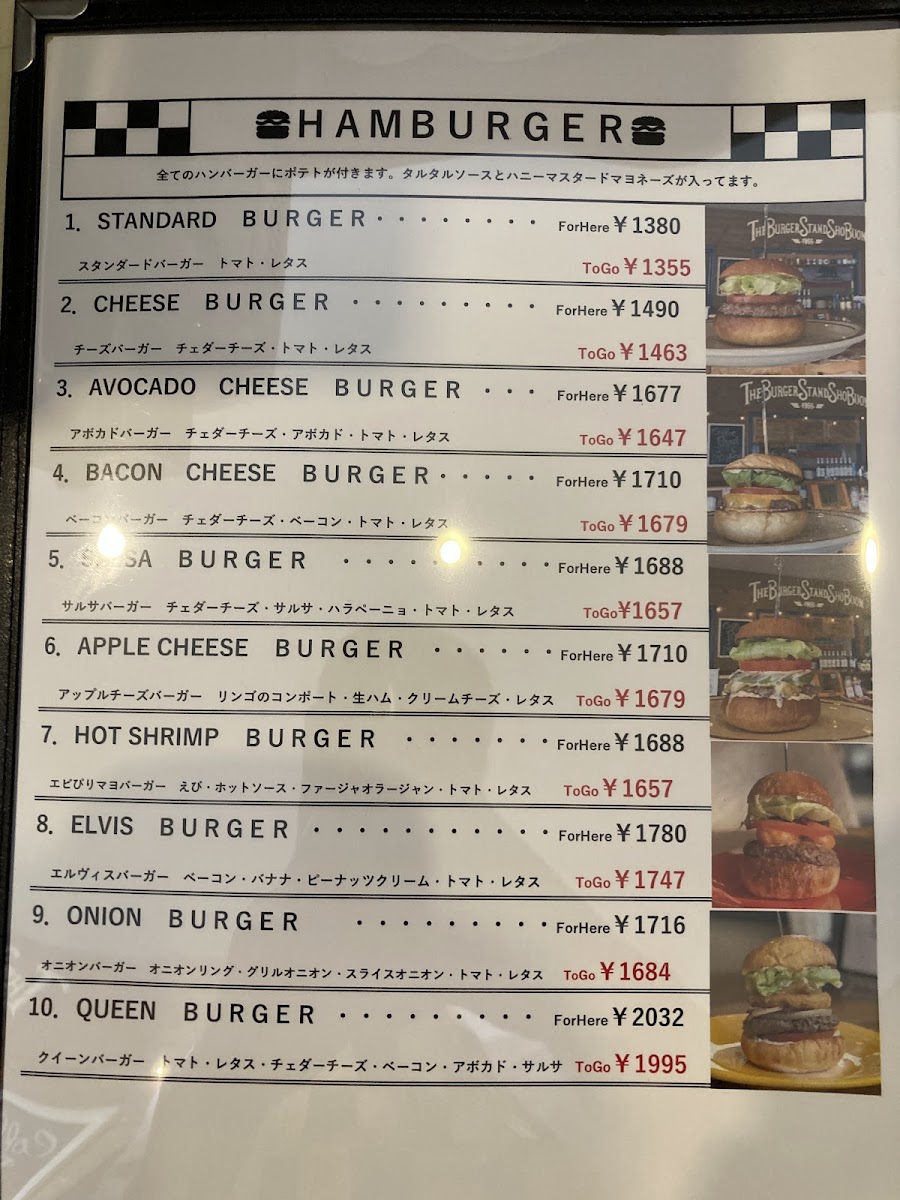 HAMBURGER
全てのハンバーガーにポテトが付きます。タルタルソースとハニーマスタードマヨネーズが入ってます。
1. STANDARD BURGER・・・・・・・・ ForHere ¥1380
スタンダードバーガー トマト・レタス ToGo ¥1355
2. CHEESE BURGER ・・・・・・・・・ ForHere ¥1490
チーズバーガー チェダーチーズ・トマト・レタス ToGo ¥1463
3. AVOCADO CHEESE BURGER ・・・ ForHere ¥1677
アボカドバーガー チェダーチーズ・アボカド・トマト・レタス ToGo ¥1647
4. BACON CHEESE BURGER・・・・・ ForHere ¥1710
ベーコンバーガー チェダーチーズ・ベーコン・トマト・レタス ToGo ¥1679
5. SALSA BURGER ・・・・・・・・・・ ForHere ¥1688
サルサバーガー チェダーチーズ・サルサ・ハラペーニョ・トマト・レタス ToGo¥1657
6. APPLE CHEESE BURGER ・・・・・・ ForHere ¥1710
アップルチーズバーガー リンゴのコンポート・生ハム・クリームチーズ・レタス ToGo ¥1679
7. HOT SHRIMP BURGER ・・・・・・・ ForHere ¥1688
エビぴりマヨバーガー えび・ホットソース・ファージャオラージャン・トマト・レタス ToGo ¥1657
8. ELVIS BURGER ・・・・・・・・・・・ ForHere ¥1780
エルヴィスバーガー ベーコン・バナナ・ピーナッツクリーム・トマト・レタス ToGo ¥1747
9. ONION BURGER ・・・・・・・・・ ForHere ¥1716
オニオンバーガー オニオンリング・グリルオニオン・スライスオニオン・トマト・レタス ToGo ¥1684
10. QUEEN BURGER ・・・・・・・・・ ForHere ¥2032
クイーンバーガー トマト・レタス・チェダーチーズ・ベーコン・アボカド・サルサ ToGo ¥1995
THE BURGER STAND SHOBUON
1955
THE BURGER STAND SHOBUON
1955
THE BURGER STAND SHOBUON